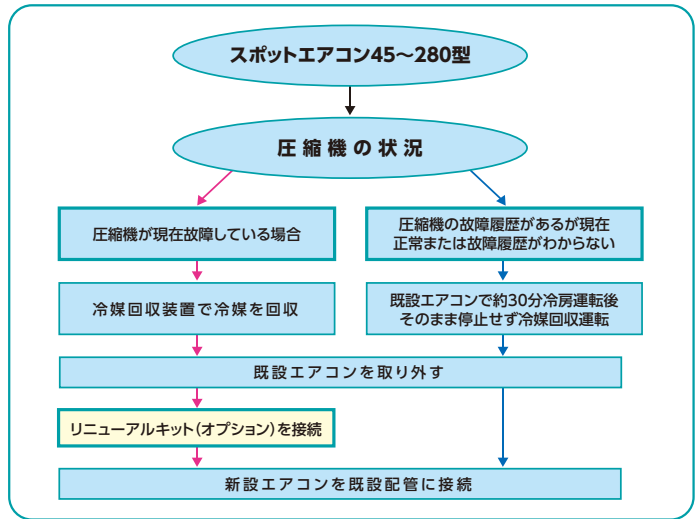 スポットエアコン45～280型
圧縮機の状況
圧縮機が現在故障している場合
圧縮機の故障履歴があるが現在
正常または故障履歴がわからない
冷媒回収装置で冷媒を回収
既設エアコンで約30分冷房運転後
そのまま停止せず冷媒回収運転
既設エアコンを取り外す
リニューアルキット(オプション)を接続
新設エアコンを既設配管に接続